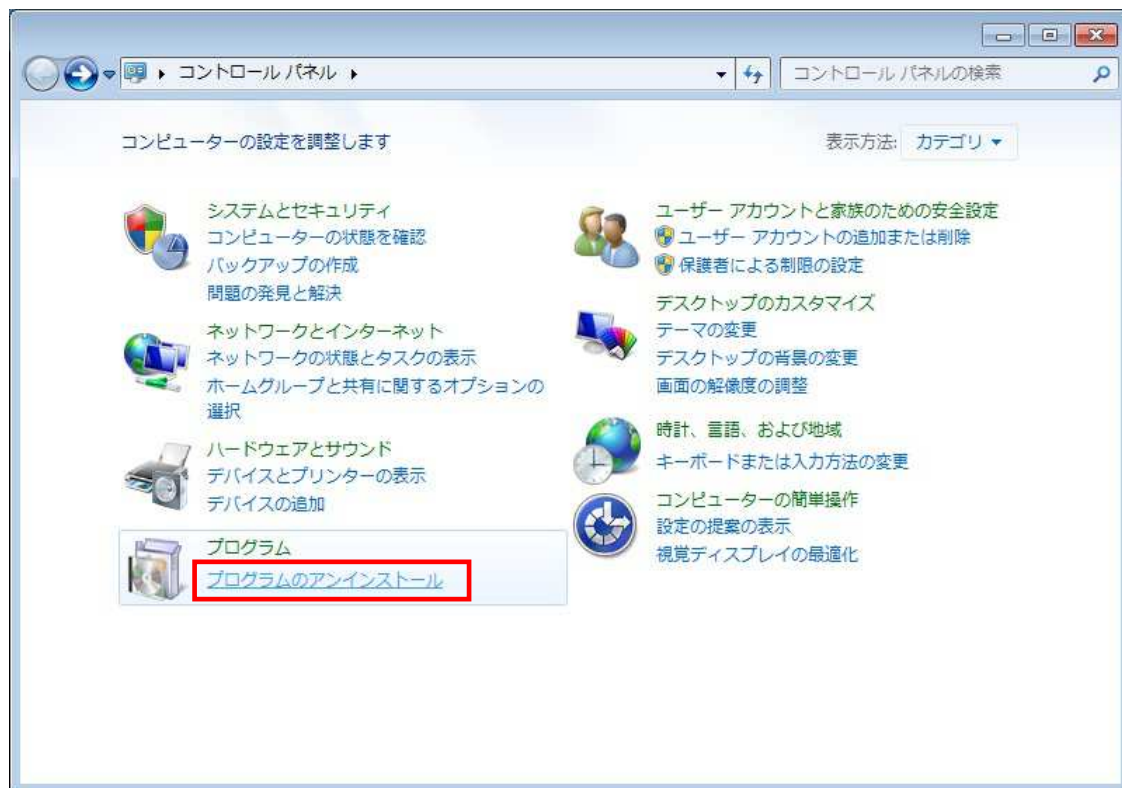 コントロール パネル
コントロール パネルの検索
コンピューターの設定を調整します
表示方法: カテゴリ
システムとセキュリティ
コンピューターの状態を確認
バックアップの作成
問題の発見と解決
ネットワークとインターネット
ネットワークの状態とタスクの表示
ホームグループと共有に関するオプションの
選択
ハードウェアとサウンド
デバイスとプリンターの表示
デバイスの追加
プログラム
プログラムのアンインストール
ユーザー アカウントと家族のための安全設定
ユーザー アカウントの追加または削除
保護者による制限の設定
デスクトップのカスタマイズ
テーマの変更
デスクトップの背景の変更
画面の解像度の調整
時計、言語、および地域
キーボードまたは入力方法の変更
コンピューターの簡単操作
設定の提案の表示
視覚ディスプレイの最適化